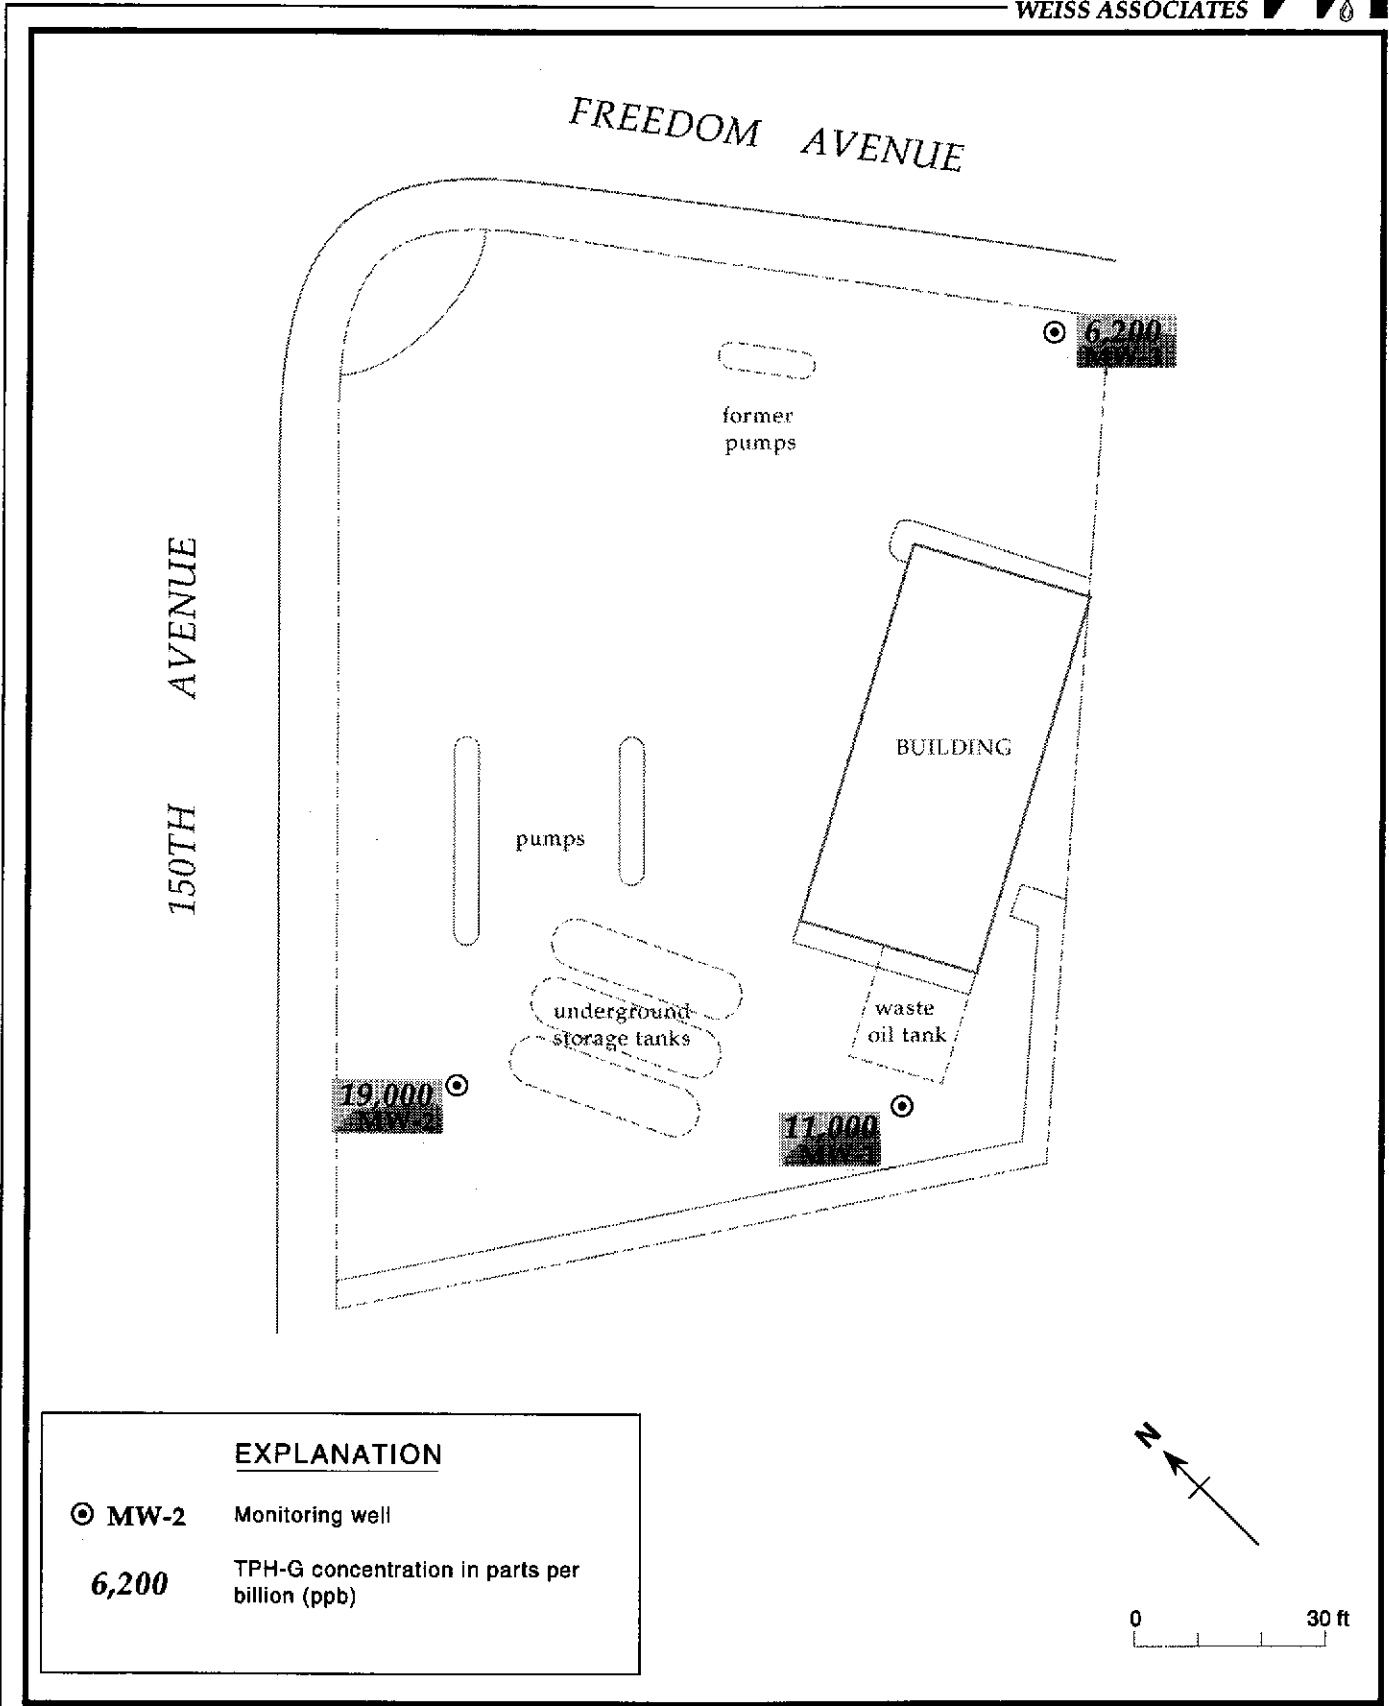 WEISS ASSOCIATES
FREEDOM AVENUE
6,200
MW-3
former
pumps
150TH AVENUE
BUILDING
pumps
underground
storage tanks
waste
oil tank
19,000
MW-2
11,000
MW-1
EXPLANATION
MW-2 Monitoring well
6,200 TPH-G concentration in parts per
billion (ppb)
N
0 30 ft